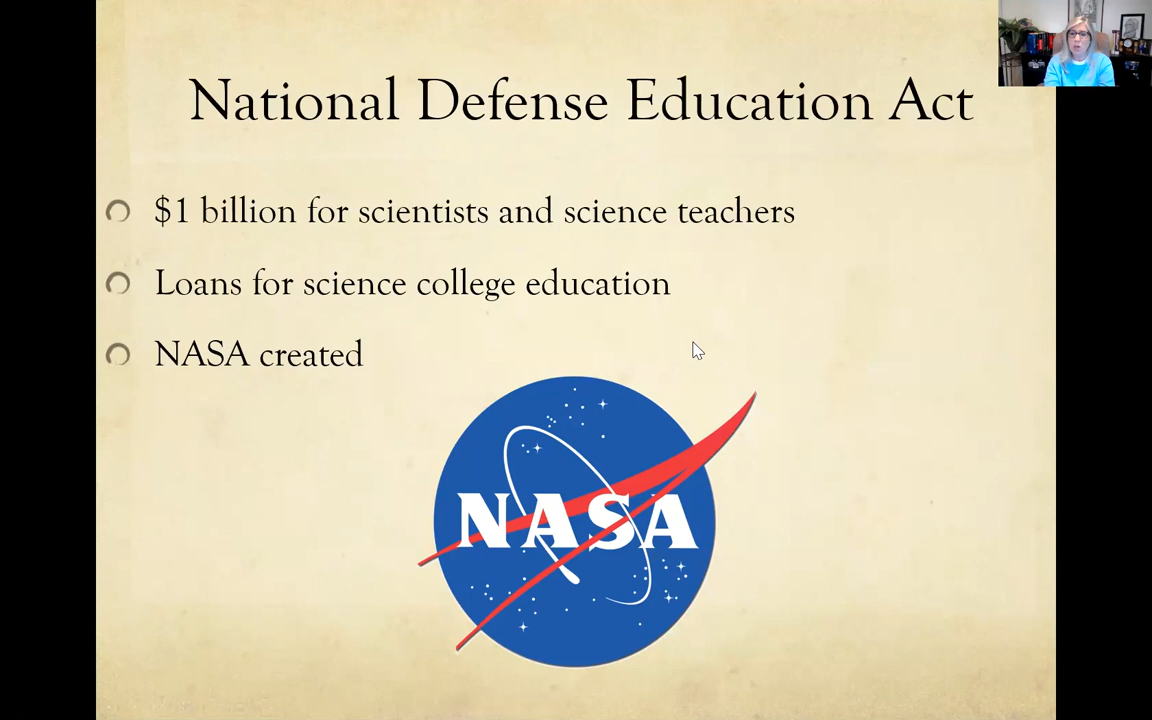 National Defense Education Act
$1 billion for scientists and science teachers
Loans for science college education
NASA created
NASA